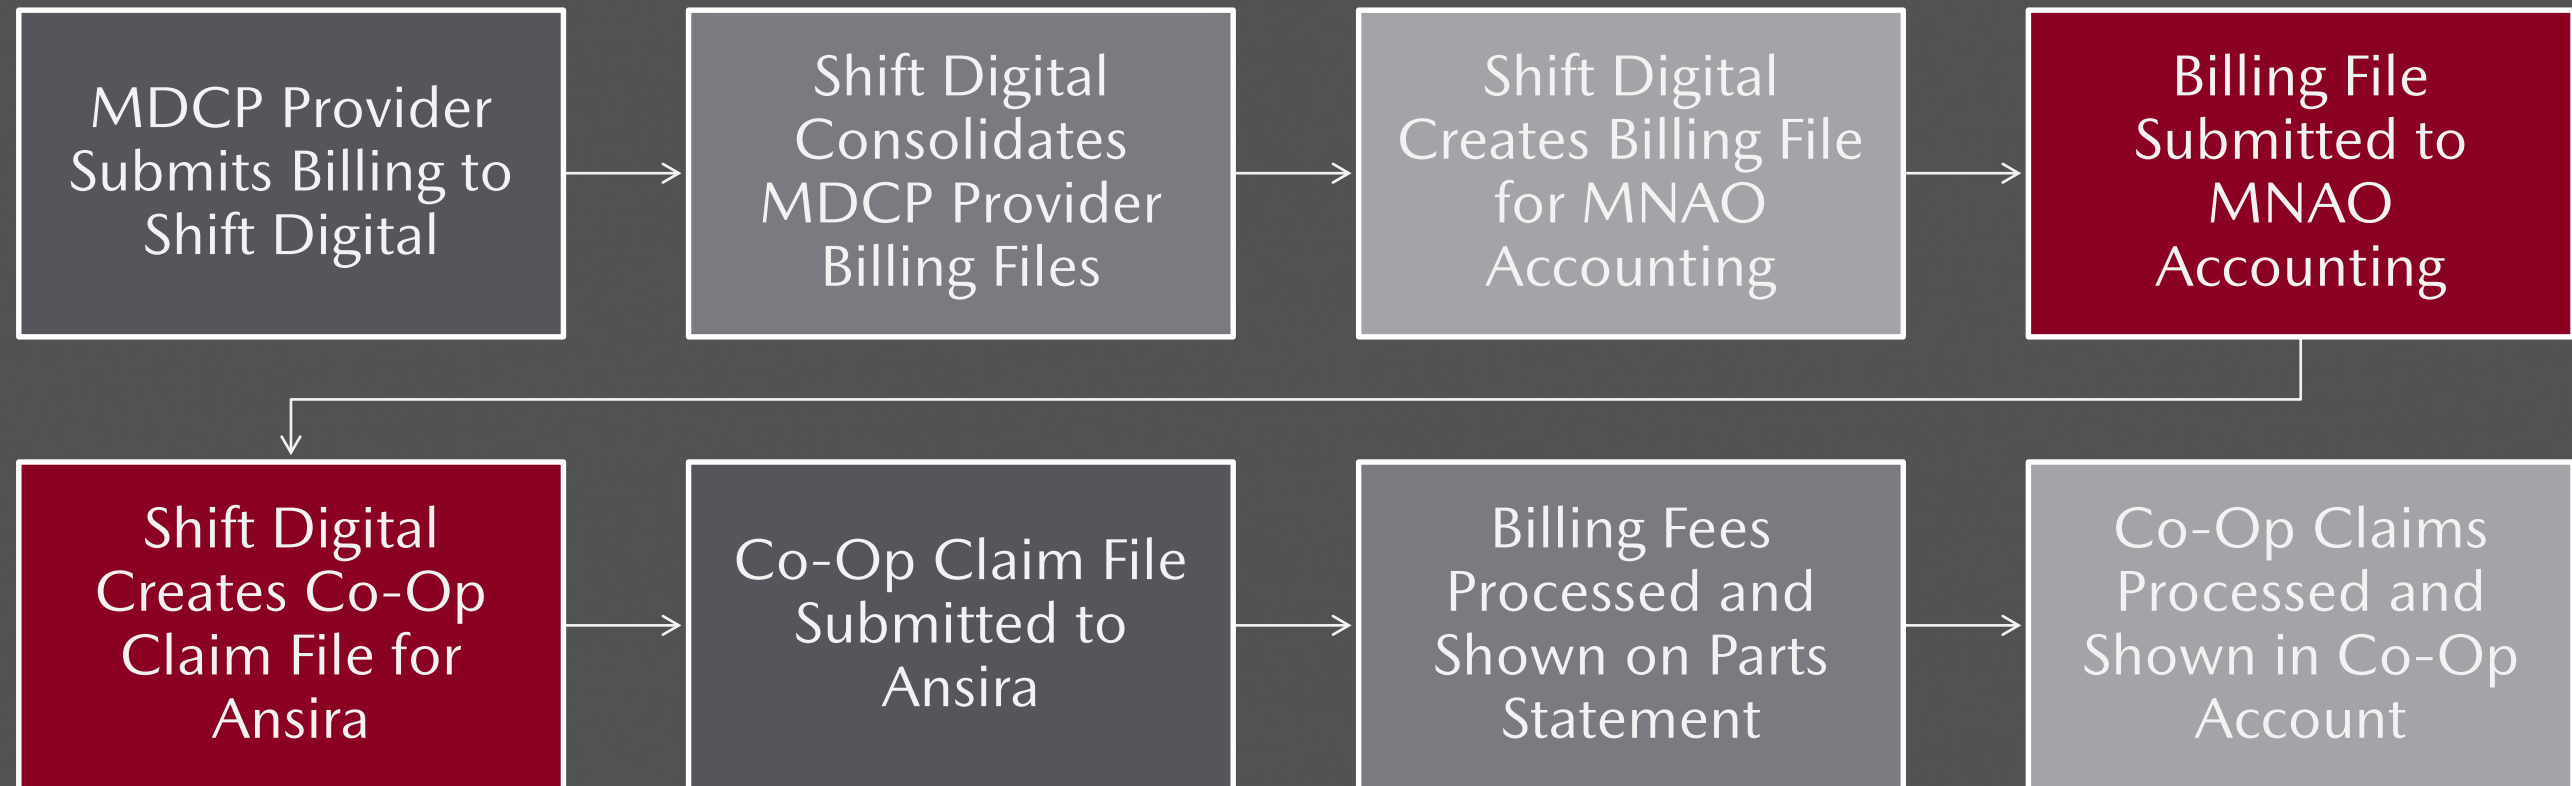 MDCP Provider
Submits Billing to
Shift Digital
Shift Digital
Consolidates
MDCP Provider
Billing Files
Shift Digital
Creates Billing File
for MNAO
Accounting
Billing File
Submitted to
MNAO
Accounting
Shift Digital
Creates Co-Op
Claim File for
Ansira
Co-Op Claim File
Submitted to
Ansira
Billing Fees
Processed and
Shown on Parts
Statement
Co-Op Claims
Processed and
Shown in Co-Op
Account